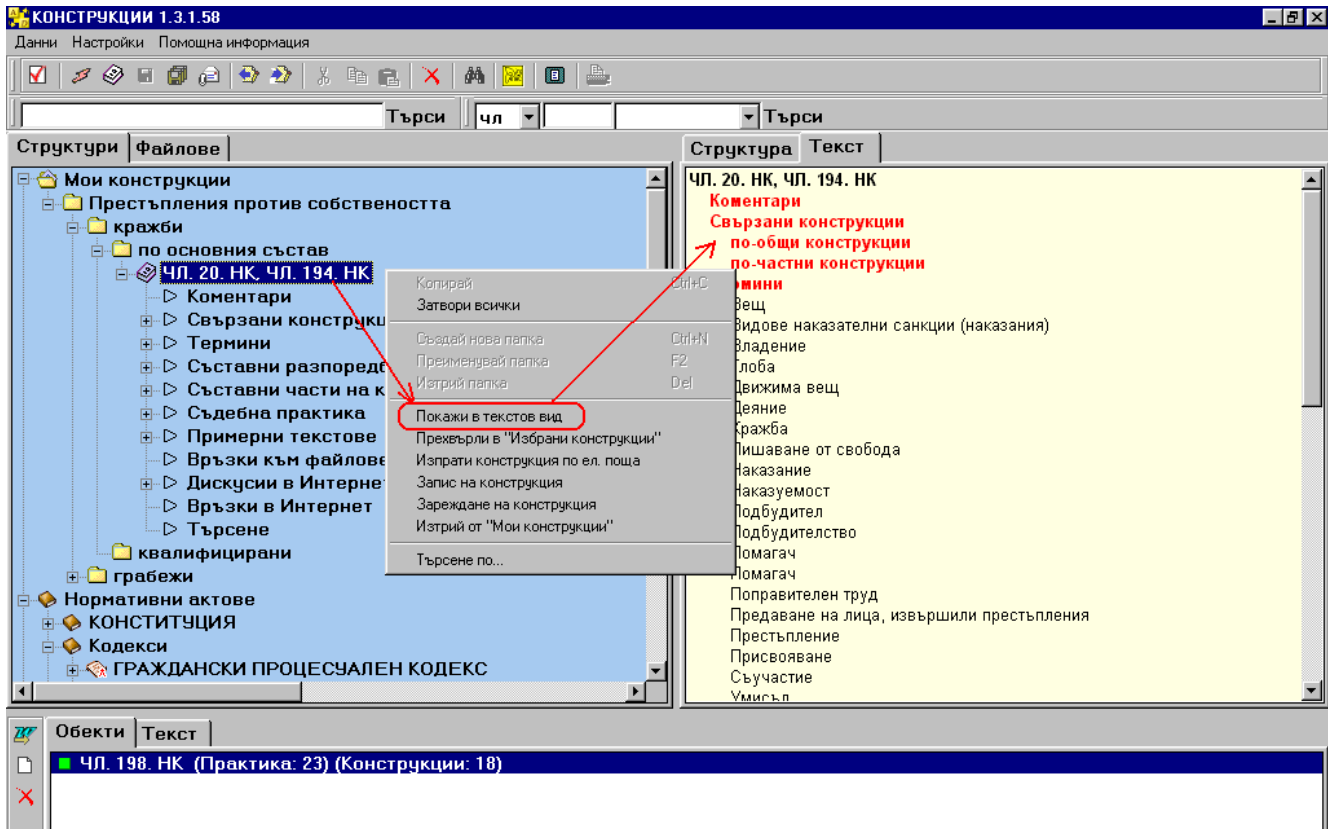 КОНСТРУКЦИИ 1.3.1.58
Данни Настройки Помощна информация
Търси чл Търси
Структури Файлове
Мои конструкции
Престъпления против собствеността
кражби
по основния състав
ЧЛ. 20. НК, ЧЛ. 194. НК
Коментари
Свързани конструкц
Термини
Съставни разпоредб
Съставни части на к
Съдебна практика
Примерни текстове
Връзки към файлове
Дискусии в Интерне
Връзки в Интернет
Търсене
квалифицирани
грабежи
Нормативни актове
КОНСТИТУЦИЯ
Кодекси
ГРАЖДАНСКИ ПРОЦЕСУАЛЕН КОДЕКС
Копирай Ctrl+C
Затвори всички
Създай нова папка Ctrl+N
Преименувай папка F2
Изтрий папка Del
Покажи в текстов вид
Прехвърли в "Избрани конструкции"
Изпрати конструкция по ел. поща
Запис на конструкция
Зареждане на конструкция
Изтрий от "Мои конструкции"
Търсене по...
Структура Текст
ЧЛ. 20. НК, ЧЛ. 194. НК
Коментари
Свързани конструкции
по-общи конструкции
по-частни конструкции
мини
Вещ
Видове наказателни санкции (наказания)
Владение
Глоба
Движима вещ
Деяние
Кражба
Лишаване от свобода
Наказание
Наказуемост
Подбудител
Подбудителство
Помагач
Помагач
Поправителен труд
Предаване на лица, извършили престъпления
Престъпление
Присвояване
Съучастие
Умисъл
Обекти Текст
ЧЛ. 198. НК (Практика: 23) (Конструкции: 18)